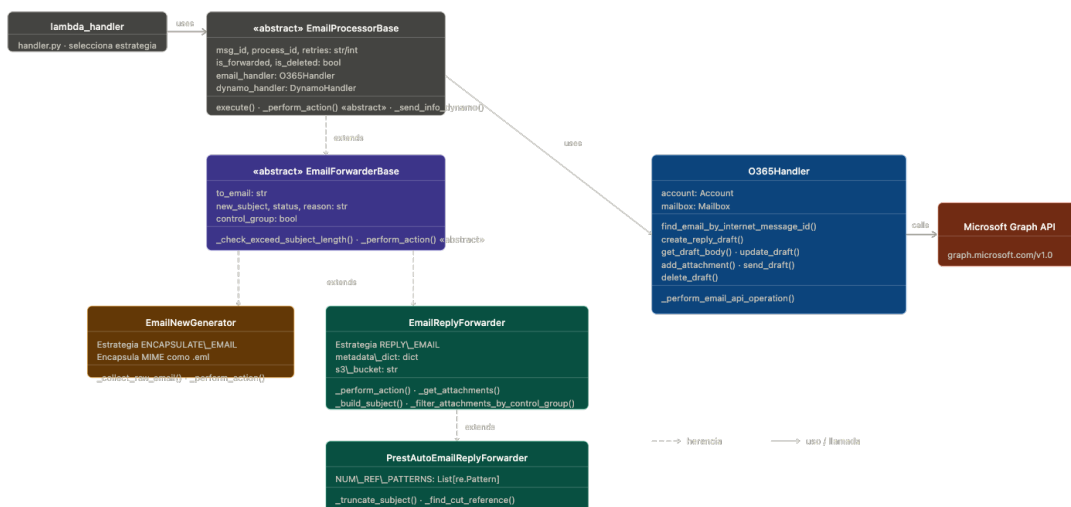 lambda_handler
handler.py · selecciona estrategia
uses
«abstract» EmailProcessorBase
msg_id, process_id, retries: str/int
is_forwarded, is_deleted: bool
email_handler: O365Handler
dynamo_handler: DynamoHandler
execute() · _perform_action() «abstract» · _send_info_dynamo()
extends
uses
«abstract» EmailForwarderBase
to_email: str
new_subject, status, reason: str
control_group: bool
_check_exceed_subject_length() · _perform_action() «abstract»
O365Handler
account: Account
mailbox: Mailbox
find_email_by_internet_message_id()
create_reply_draft()
get_draft_body() · update_draft()
add_attachment() · send_draft()
delete_draft()
_perform_email_api_operation()
calls
Microsoft Graph API
graph.microsoft.com/v1.0
extends
EmailNewGenerator
Estrategia ENCAPSULATE\_EMAIL
Encapsula MIME como .eml
_collect_raw_email() · _perform_action()
EmailReplyForwarder
Estrategia REPLY\_EMAIL
metadata\_dict: dict
s3\_bucket: str
_perform_action() · _get_attachments()
_build_subject() · _filter_attachments_by_control_group()
extends
PrestAutoEmailReplyForwarder
NUM\_REF\_PATTERNS: List[re.Pattern]
_truncate_subject() · _find_cut_reference()
herencia
uso / llamada